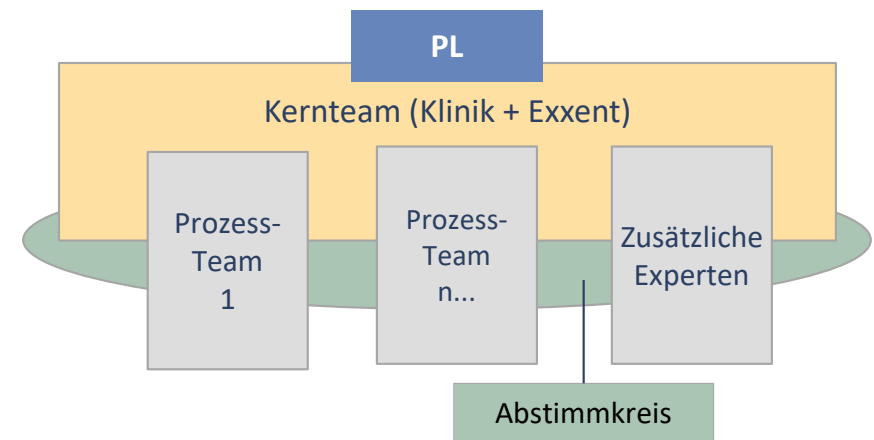 PL
Kernteam (Klinik + Exxent)
Prozess-
Team
1
Prozess-
Team
n...
Zusätzliche
Experten
Abstimmkreis